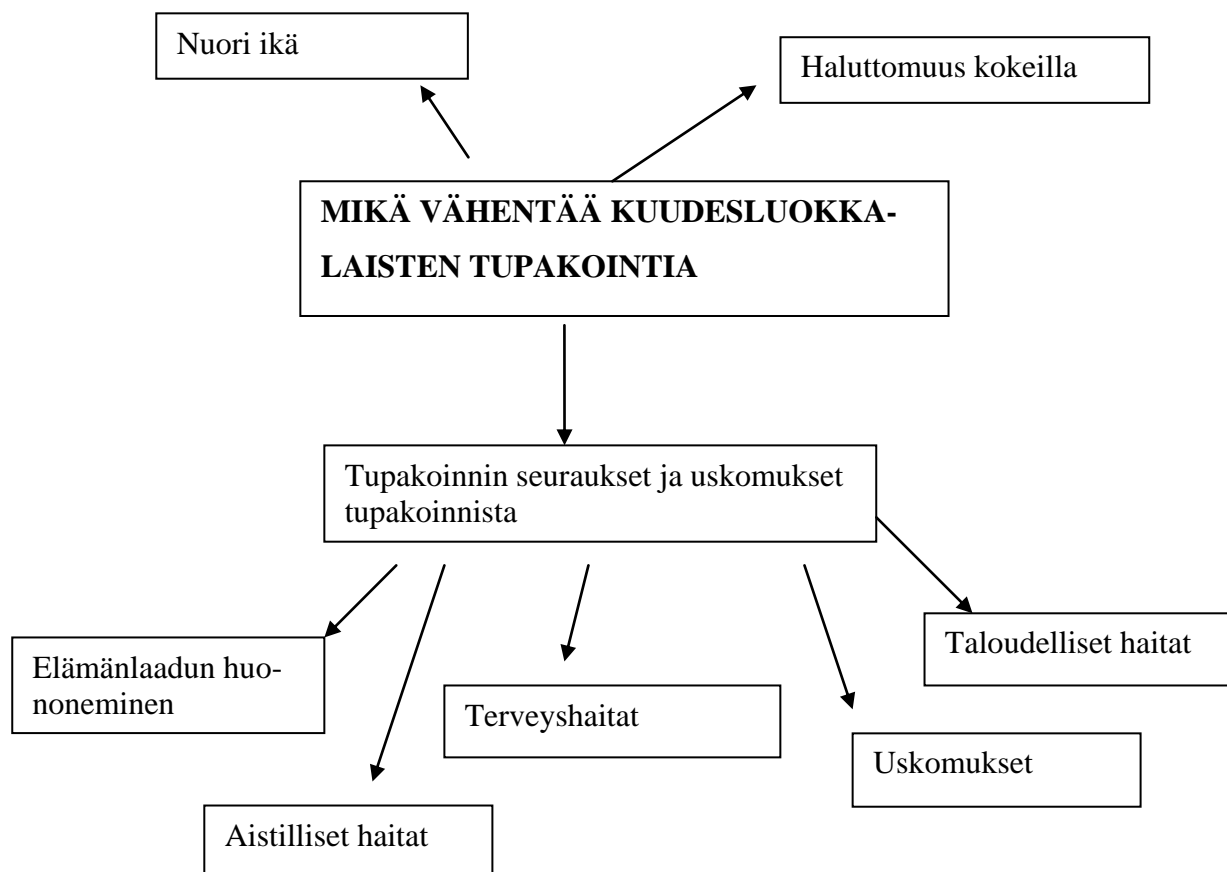 Nuori ikä
Haluttomuus kokeilla
MIKÄ VÄHENTÄÄ KUUDESLUOKKA-
LAISTEN TUPAKOINTIA
Tupakoinnin seuraukset ja uskomukset
tupakoinnista
Elämänlaadun huo-
noneminen
Taloudelliset haitat
Terveyshaitat
Uskomukset
Aistilliset haitat